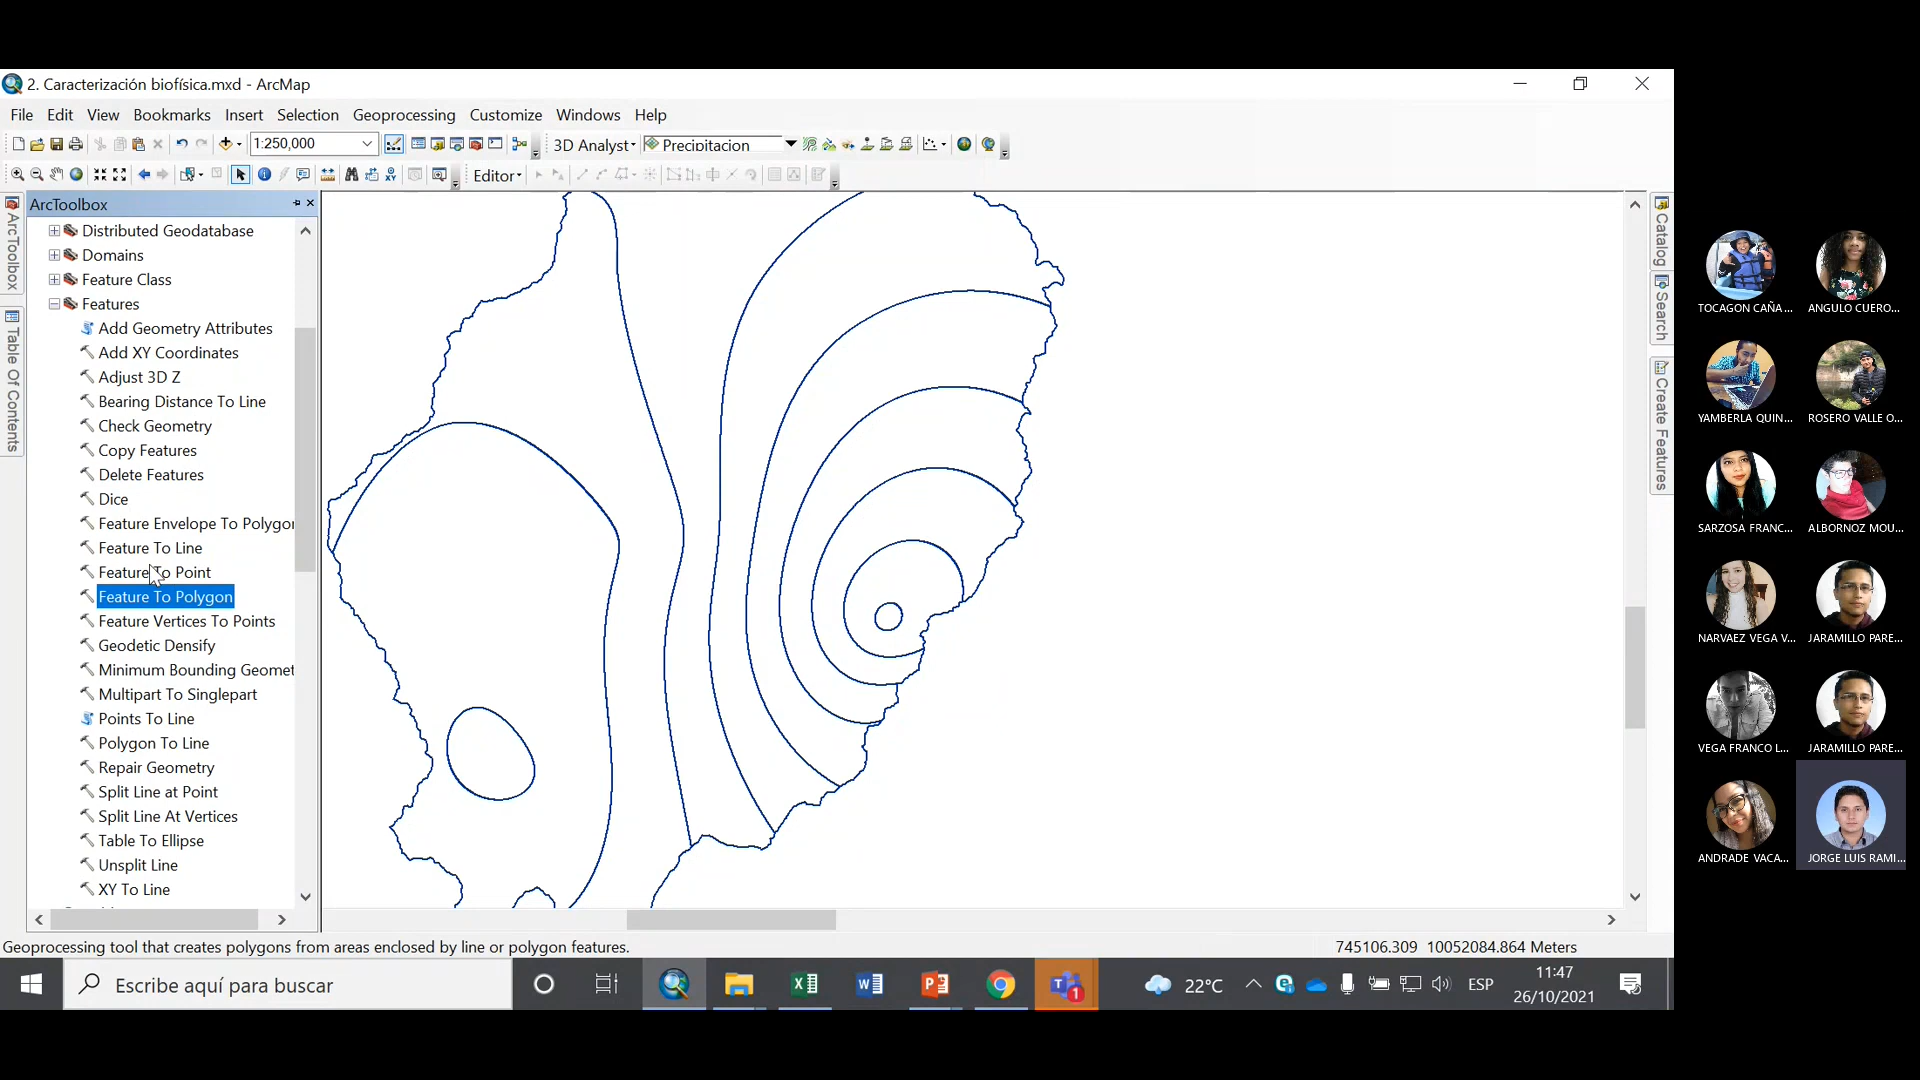 2. Caracterización biofísica.mxd - ArcMap
File Edit View Bookmarks Insert Selection Geoprocessing Customize Windows Help
1:250,000
3D Analyst
Precipitacion
Editor
ArcToolbox
ArcToolbox
Table Of Contents
Distributed Geodatabase
Domains
Feature Class
Features
Add Geometry Attributes
Add XY Coordinates
Adjust 3D Z
Bearing Distance To Line
Check Geometry
Copy Features
Delete Features
Dice
Feature Envelope To Polygon
Feature To Line
Feature To Point
Feature To Polygon
Feature Vertices To Points
Geodetic Densify
Minimum Bounding Geomet
Multipart To Singlepart
Points To Line
Polygon To Line
Repair Geometry
Split Line at Point
Split Line At Vertices
Table To Ellipse
Unsplit Line
XY To Line
Catalog
Search
Create Features
Geoprocessing tool that creates polygons from areas enclosed by line or polygon features.
745106.309 10052084.864 Meters
Escribe aquí para buscar
1
22°C
ESP
11:47
26/10/2021
TOCAGON CAÑA...
ANGULO CUERO...
YAMBERLA QUIN...
ROSERO VALLE O...
SARZOSA FRANC...
ALBORNOZ MOU...
NARVAEZ VEGA V...
JARAMILLO PARE...
VEGA FRANCO L...
JARAMILLO PARE...
ANDRADE VACA...
JORGE LUIS RAMI...